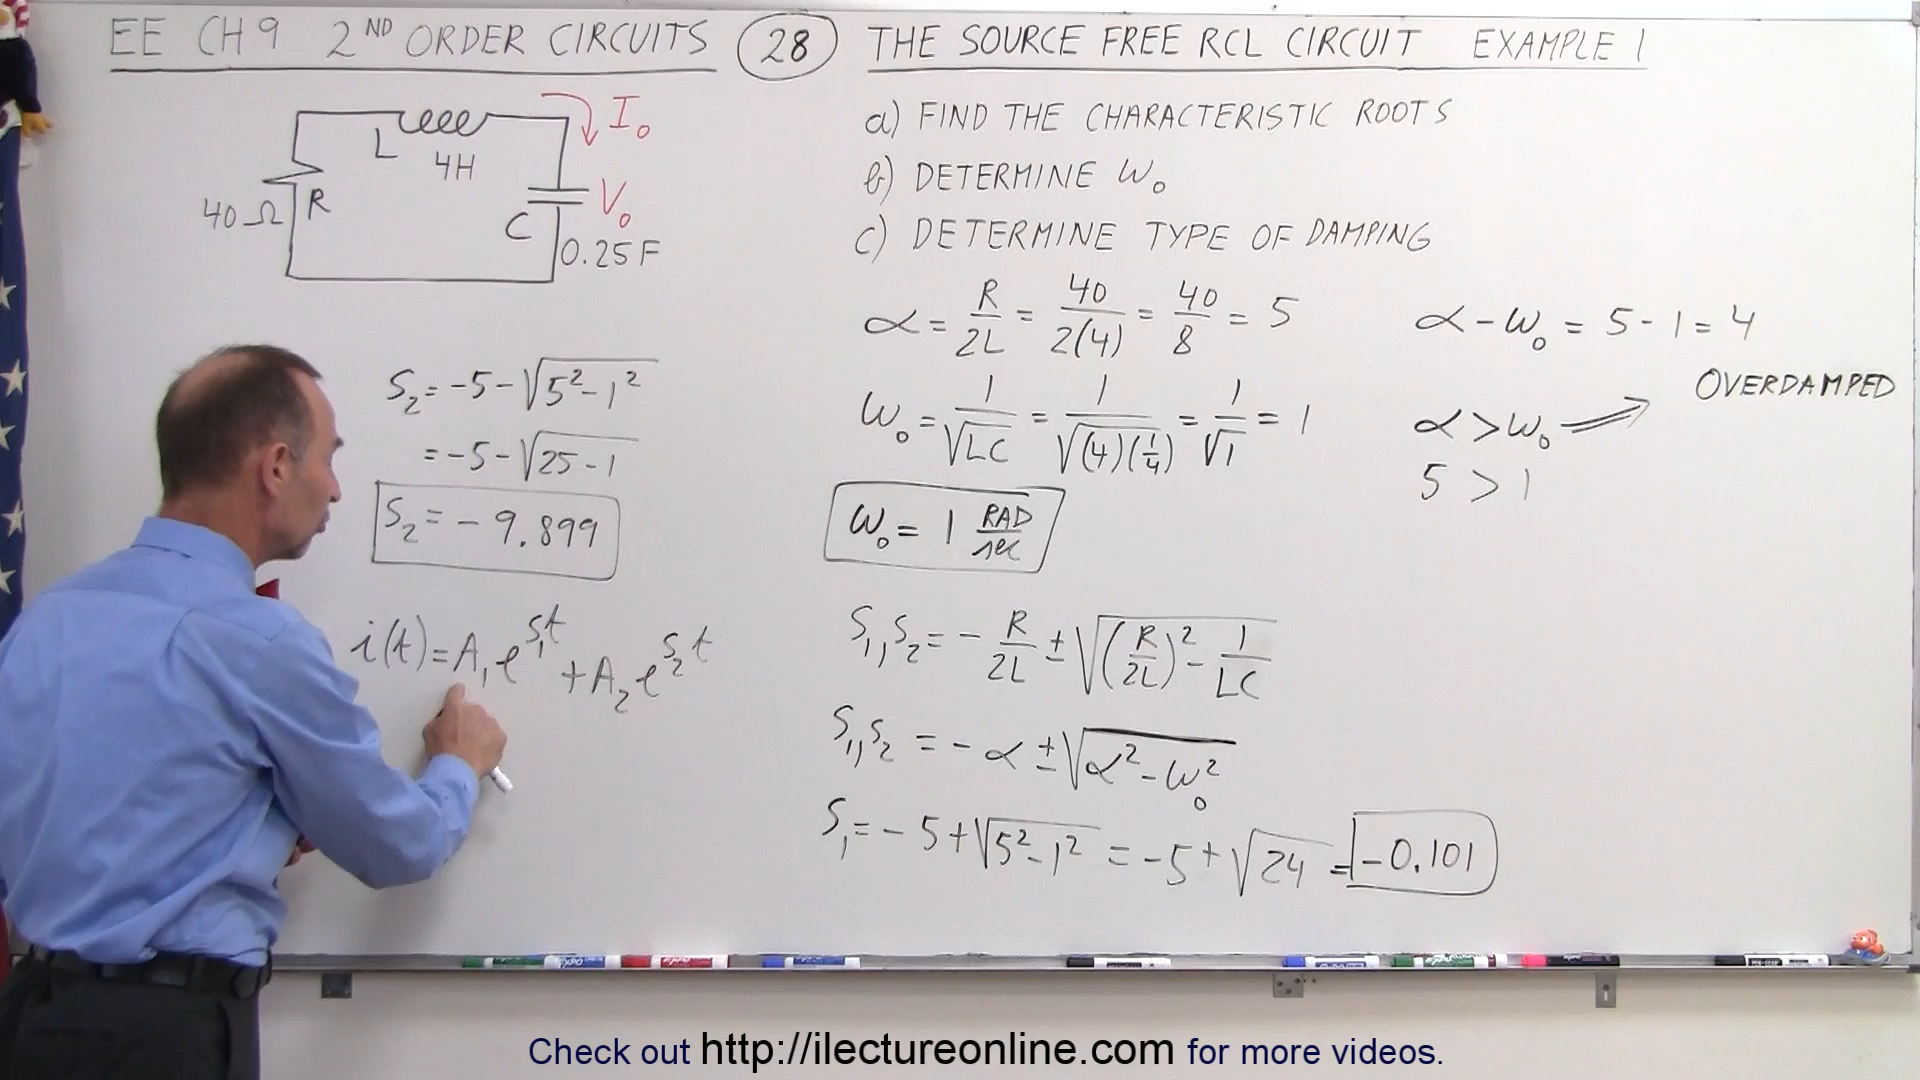 EE CH 9 2ND ORDER CIRCUITS 28 THE SOURCE FREE RCL CIRCUIT EXAMPLE 1
I₀
L
4H
40Ω R
V₀
C
0.25F
a) FIND THE CHARACTERISTIC ROOTS
b) DETERMINE ω₀
c) DETERMINE TYPE OF DAMPING
α = R/2L = 40/2(4) = 40/8 = 5
ω₀ = 1/√LC = 1/√(4)(1/4) = 1/√1 = 1
ω₀ = 1 RAD/sec
α - ω₀ = 5 - 1 = 4
OVERDAMPED
α > ω₀ ⟹
5 > 1
S₂ = -5 - √5² - 1²
= -5 - √25 - 1
S₂ = -9.899
i(t) = A₁e^S₁t + A₂e^S₂t
S₁,S₂ = - R/2L ± √(R/2L)² - 1/LC
S₁,S₂ = - α ± √α² - ω₀²
S₁ = -5 + √5² - 1² = -5 + √24 = -0.101
Check out http://ilectureonline.com for more videos.